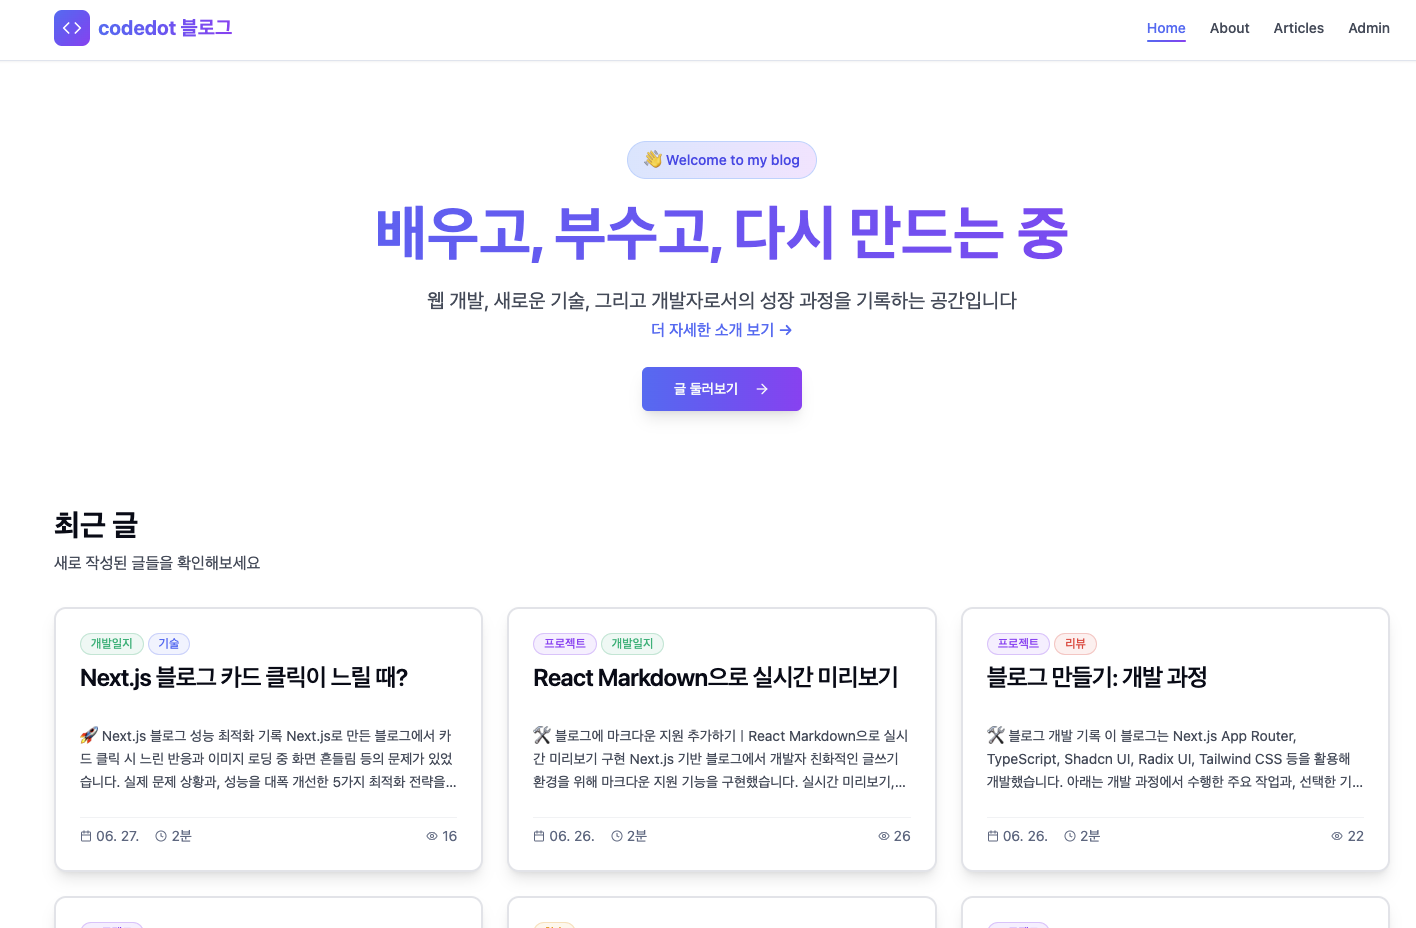 codedot 블로그
Home About Articles Admin
👋 Welcome to my blog
배우고, 부수고, 다시 만드는 중
웹 개발, 새로운 기술, 그리고 개발자로서의 성장 과정을 기록하는 공간입니다
더 자세한 소개 보기 →
글 둘러보기 →
최근 글
새로 작성된 글들을 확인해보세요
개발일지 기술
Next.js 블로그 카드 클릭이 느릴 때?
🚀 Next.js 블로그 성능 최적화 기록 Next.js로 만든 블로그에서 카
드 클릭 시 느린 반응과 이미지 로딩 중 화면 흔들림 등의 문제가 있었
습니다. 실제 문제 상황과, 성능을 대폭 개선한 5가지 최적화 전략을...
06. 27. 2분 16
프로젝트 개발일지
React Markdown으로 실시간 미리보기
🛠 블로그에 마크다운 지원 추가하기 | React Markdown으로 실시
간 미리보기 구현 Next.js 기반 블로그에서 개발자 친화적인 글쓰기
환경을 위해 마크다운 지원 기능을 구현했습니다. 실시간 미리보기,...
06. 26. 2분 26
프로젝트 리뷰
블로그 만들기: 개발 과정
🛠 블로그 개발 기록 이 블로그는 Next.js App Router,
TypeScript, Shadcn UI, Radix UI, Tailwind CSS 등을 활용해
개발했습니다. 아래는 개발 과정에서 수행한 주요 작업과, 선택한 기...
06. 26. 2분 22